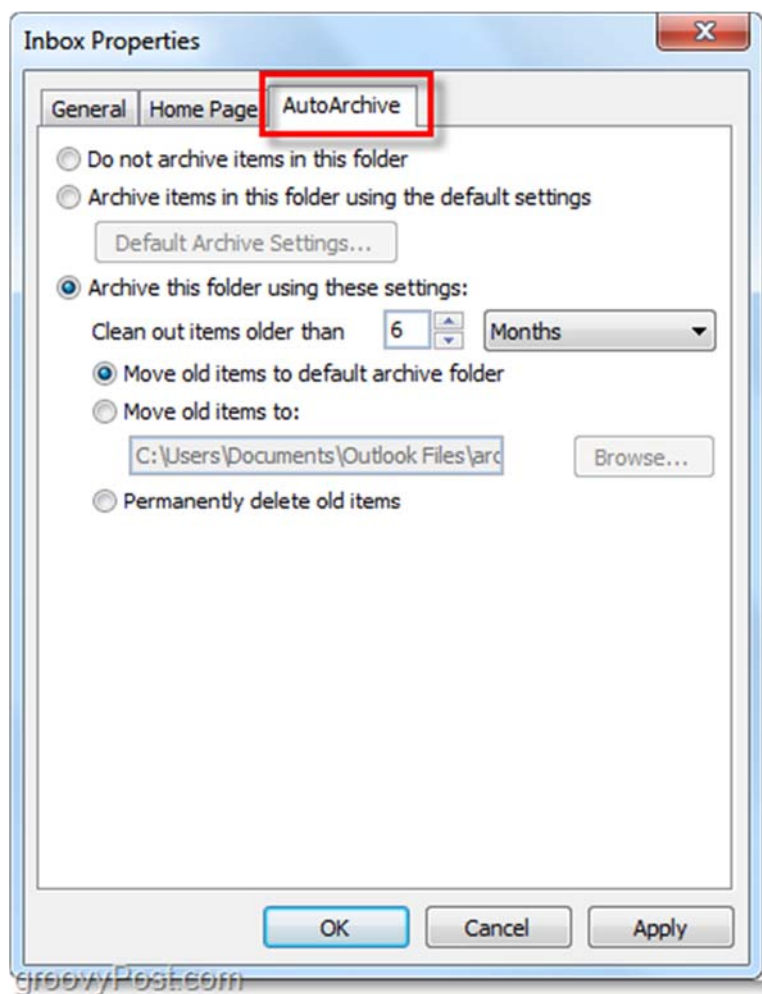 Inbox Properties
General Home Page AutoArchive
Do not archive items in this folder
Archive items in this folder using the default settings
Default Archive Settings...
Archive this folder using these settings:
Clean out items older than 6 Months
Move old items to default archive folder
Move old items to:
C:\Users\Documents\Outlook Files\arc Browse...
Permanently delete old items
OK Cancel Apply
groovyPost.com